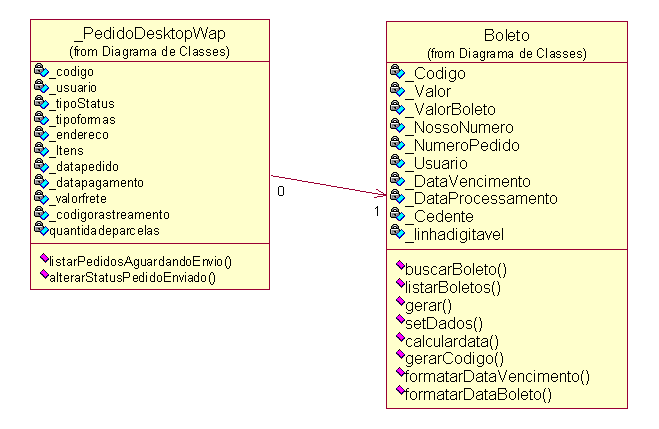 _PedidoDesktopWap
(from Diagrama de Classes)
_codigo
_usuario
_tipoStatus
_tipoformas
_endereco
_Itens
_datapedido
_datapagamento
_valorfrete
_codigorastreamento
quantidadeparcelas
listarPedidosAguardandoEnvio()
alterarStatusPedidoEnviado()
0
1
Boleto
(from Diagrama de Classes)
_Codigo
_Valor
_ValorBoleto
_NossoNumero
_NumeroPedido
_Usuario
_DataVencimento
_DataProcessamento
_Cedente
_linhadigitavel
buscarBoleto()
listarBoletos()
gerar()
setDados()
calculardata()
gerarCodigo()
formatarDataVencimento()
formatarDataBoleto()